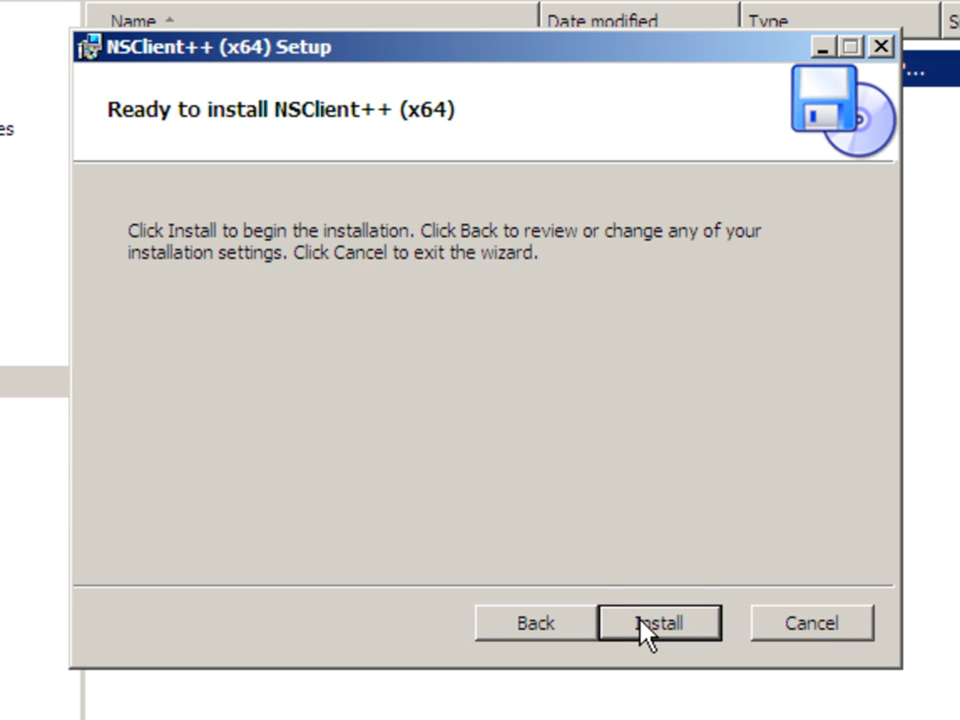 Name
Date modified
Type
NSClient++ (x64) Setup
Ready to install NSClient++ (x64)
es
Click Install to begin the installation. Click Back to review or change any of your
installation settings. Click Cancel to exit the wizard.
Back
Install
Cancel